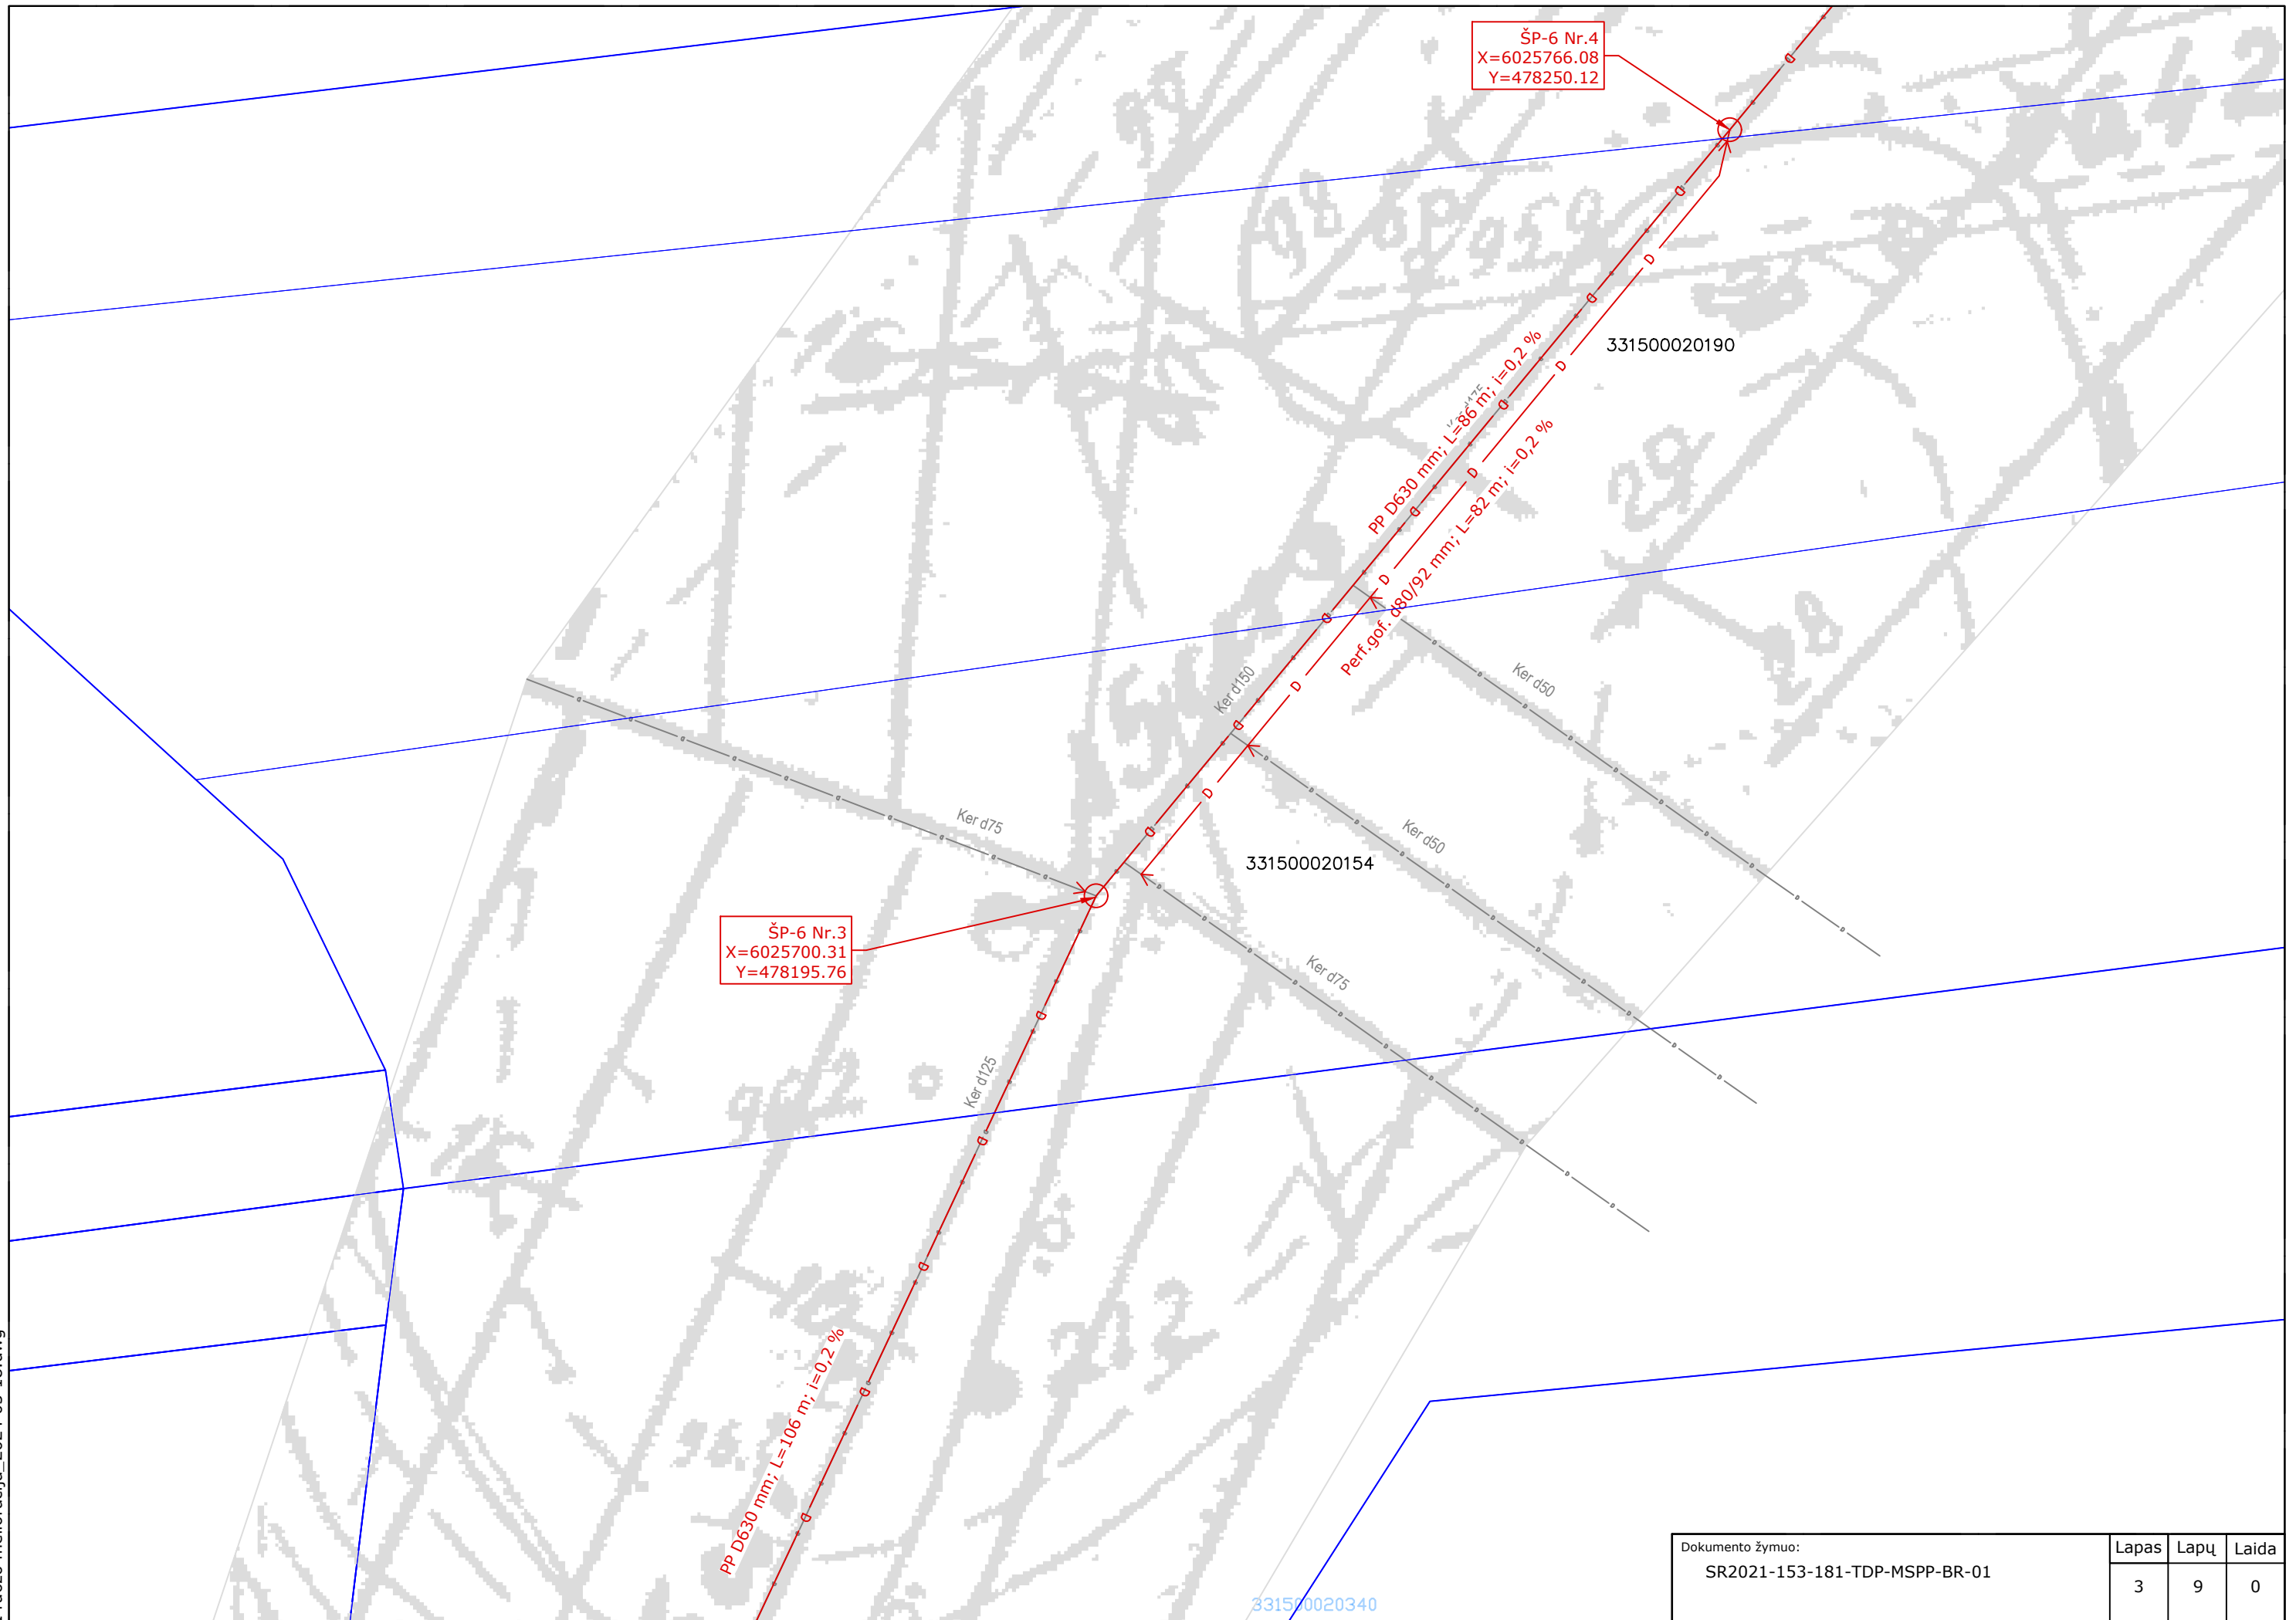 ŠP-6 Nr.4
X=6025766.08
Y=478250.12
331500020190
PP D630 mm; L=86 m; i=0,2 %
Perf.gof. d80/92 mm; L=82 m; i=0,2 %
Ker d150
Ker d50
Ker d75
Ker d50
331500020154
ŠP-6 Nr.3
X=6025700.31
Y=478195.76
Ker d75
Ker d125
PP D630 mm; L=106 m; i=0,2 %
331500020340
Dokumento žymuo:
SR2021-153-181-TDP-MSPP-BR-01
Lapas Lapų Laida
3 9 0